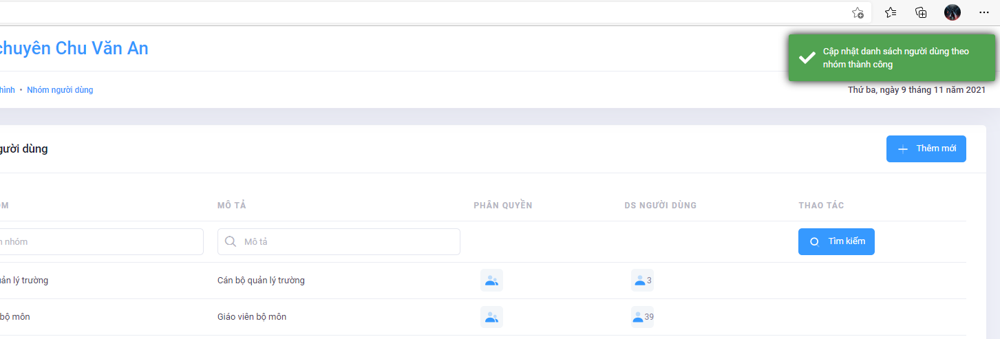 chuyên Chu Văn An
Cập nhật danh sách người dùng theo
nhóm thành công
hình • Nhóm người dùng
Thứ ba, ngày 9 tháng 11 năm 2021
gười dùng
Thêm mới
ÓM MÔ TẢ PHÂN QUYỀN DS NGƯỜI DÙNG THAO TÁC
n nhóm Mô tả Tìm kiếm
uản lý trường Cán bộ quản lý trường 3
bộ môn Giáo viên bộ môn 39